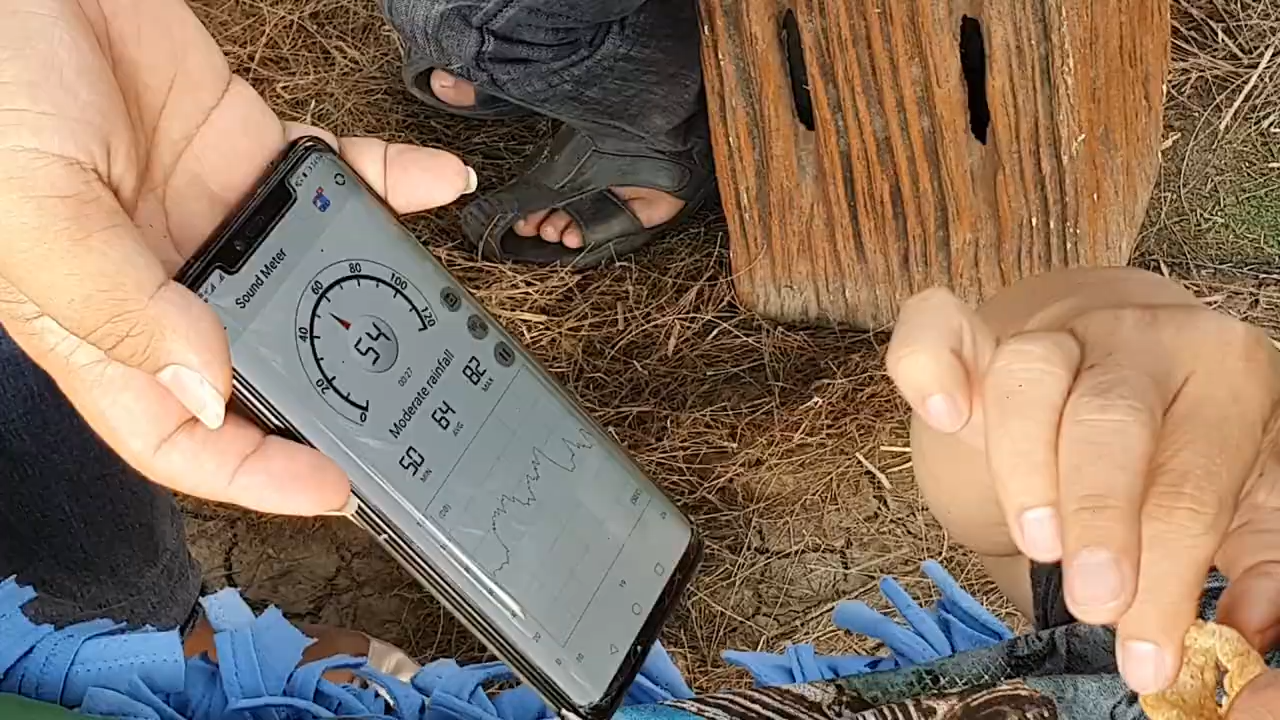 Sound Meter
0 20 40 60 80 100 120
54
00:27
Moderate rainfall
50 64 82
MIN AVG MAX